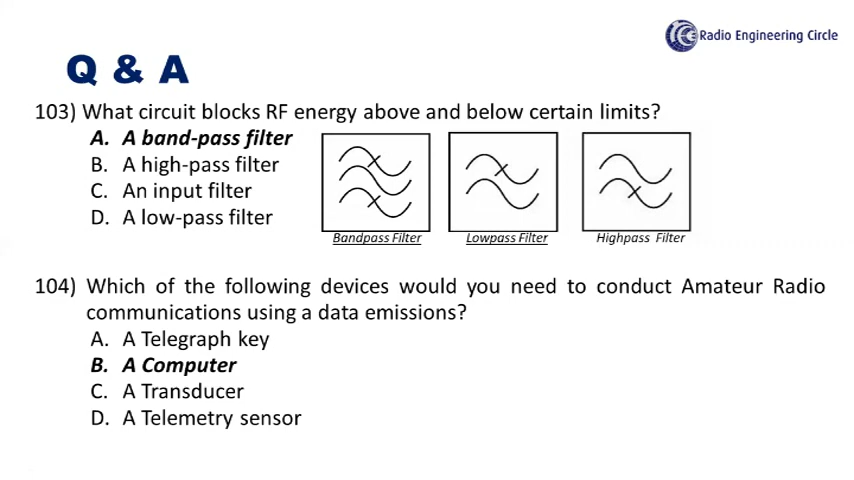 Radio Engineering Circle
Q & A
103) What circuit blocks RF energy above and below certain limits?
A. A band-pass filter
B. A high-pass filter
C. An input filter
D. A low-pass filter
Bandpass Filter
Lowpass Filter
Highpass Filter
104) Which of the following devices would you need to conduct Amateur Radio
communications using a data emissions?
A. A Telegraph key
B. A Computer
C. A Transducer
D. A Telemetry sensor